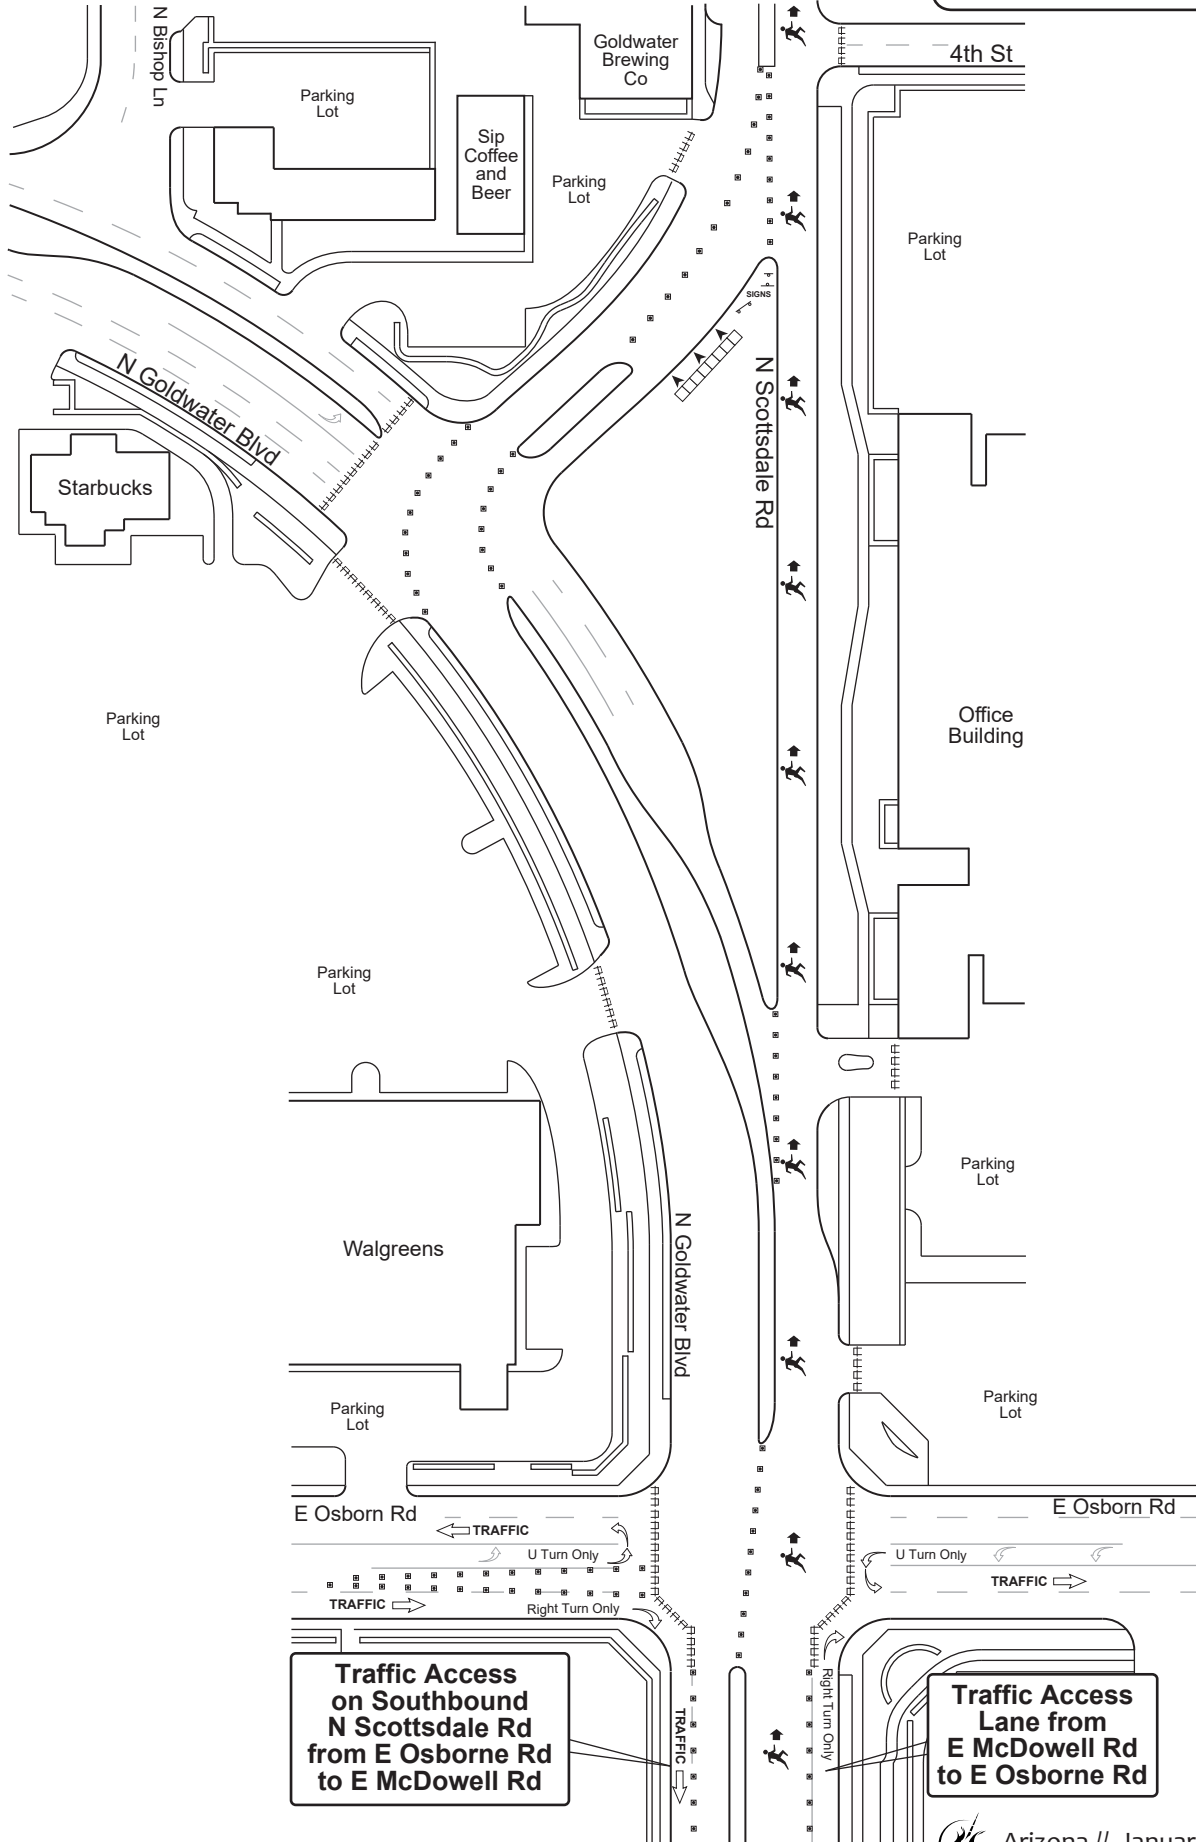 N Bishop Ln
Goldwater
Brewing
Co
4th St
Parking
Lot
Sip
Coffee
and
Beer
Parking
Lot
Parking
Lot
SIGNS
N Goldwater Blvd
N Scottsdale Rd
Starbucks
Parking
Lot
Office
Building
Parking
Lot
Parking
Lot
Walgreens
N Goldwater Blvd
Parking
Lot
Parking
Lot
E Osborn Rd
E Osborn Rd
TRAFFIC
U Turn Only
U Turn Only
TRAFFIC
TRAFFIC
Right Turn Only
Right Turn Only
TRAFFIC
Traffic Access
on Southbound
N Scottsdale Rd
from E Osborne Rd
to E McDowell Rd
Traffic Access
Lane from
E McDowell Rd
to E Osborne Rd
Arizona // Januar